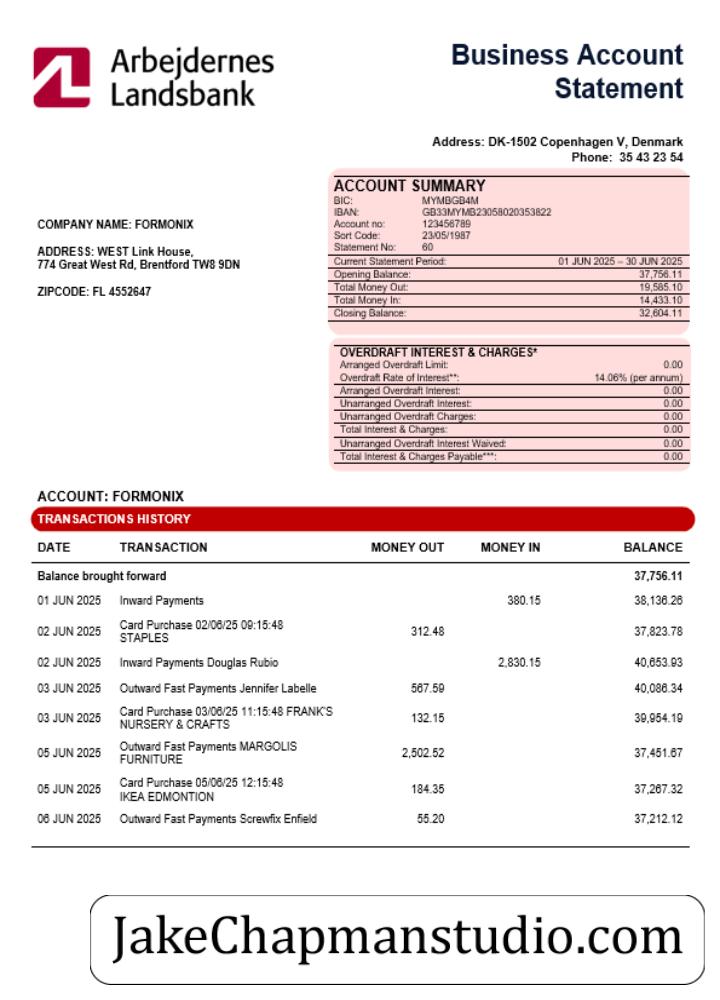 Arbejdernes
Landsbank
Business Account
Statement
Address: DK-1502 Copenhagen V, Denmark
Phone: 35 43 23 54
COMPANY NAME: FORMONIX
ADDRESS: WEST Link House,
774 Great West Rd, Brentford TW8 9DN
ZIPCODE: FL 4552647
ACCOUNT SUMMARY
BIC: MYMBGB4M
IBAN: GB33MYMB23058020353822
Account no: 123456789
Sort Code: 23/05/1987
Statement No: 60
Current Statement Period: 01 JUN 2025 – 30 JUN 2025
Opening Balance: 37,756.11
Total Money Out: 19,585.10
Total Money In: 14,433.10
Closing Balance: 32,604.11
OVERDRAFT INTEREST & CHARGES*
Arranged Overdraft Limit: 0.00
Overdraft Rate of Interest**: 14.06% (per annum)
Arranged Overdraft Interest: 0.00
Unarranged Overdraft Interest: 0.00
Unarranged Overdraft Charges: 0.00
Total Interest & Charges: 0.00
Unarranged Overdraft Interest Waived: 0.00
Total Interest & Charges Payable***: 0.00
ACCOUNT: FORMONIX
TRANSACTIONS HISTORY
DATE TRANSACTION MONEY OUT MONEY IN BALANCE
Balance brought forward 37,756.11
01 JUN 2025 Inward Payments 380.15 38,136.26
02 JUN 2025 Card Purchase 02/06/25 09:15:48
STAPLES 312.48 37,823.78
02 JUN 2025 Inward Payments Douglas Rubio 2,830.15 40,653.93
03 JUN 2025 Outward Fast Payments Jennifer Labelle 567.59 40,086.34
03 JUN 2025 Card Purchase 03/06/25 11:15:48 FRANK'S
NURSERY & CRAFTS 132.15 39,954.19
05 JUN 2025 Outward Fast Payments MARGOLIS
FURNITURE 2,502.52 37,451.67
05 JUN 2025 Card Purchase 05/06/25 12:15:48
IKEA EDMONTION 184.35 37,267.32
06 JUN 2025 Outward Fast Payments Screwfix Enfield 55.20 37,212.12
JakeChapmanstudio.com